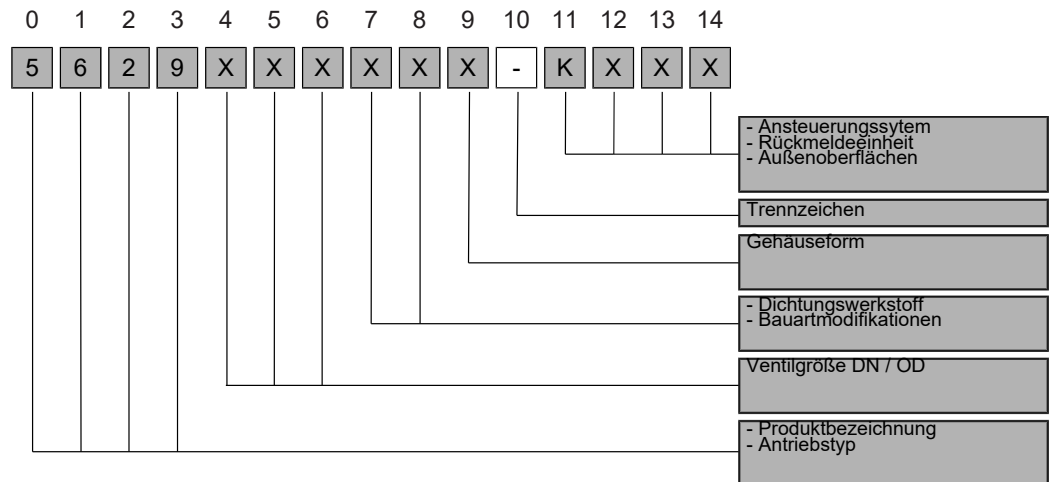 0 1 2 3 4 5 6 7 8 9 10 11 12 13 14
5 6 2 9 X X X X X X - K X X X
- Ansteuerungssytem
- Rückmeldeeinheit
- Außenoberflächen
Trennzeichen
Gehäuseform
- Dichtungswerkstoff
- Bauartmodifikationen
Ventilgröße DN / OD
- Produktbezeichnung
- Antriebstyp